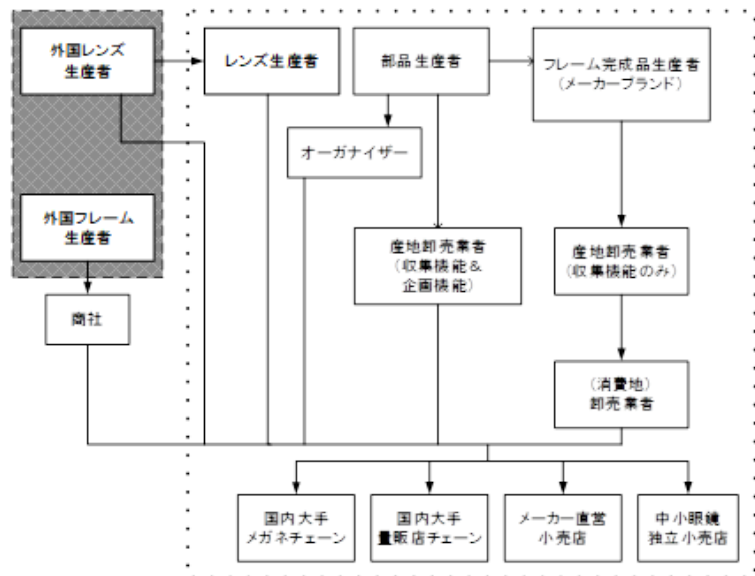 外国レンズ
生産者
レンズ生産者
部品生産者
フレーム完成品生産者
（メーカーブランド）
オーガナイザー
外国フレーム
生産者
産地卸売業者
（収集機能＆
企画機能）
産地卸売業者
（収集機能のみ）
商社
（消費地）
卸売業者
国内大手
メガネチェーン
国内大手
量販店チェーン
メーカー直営
小売店
中小眼鏡
独立小売店